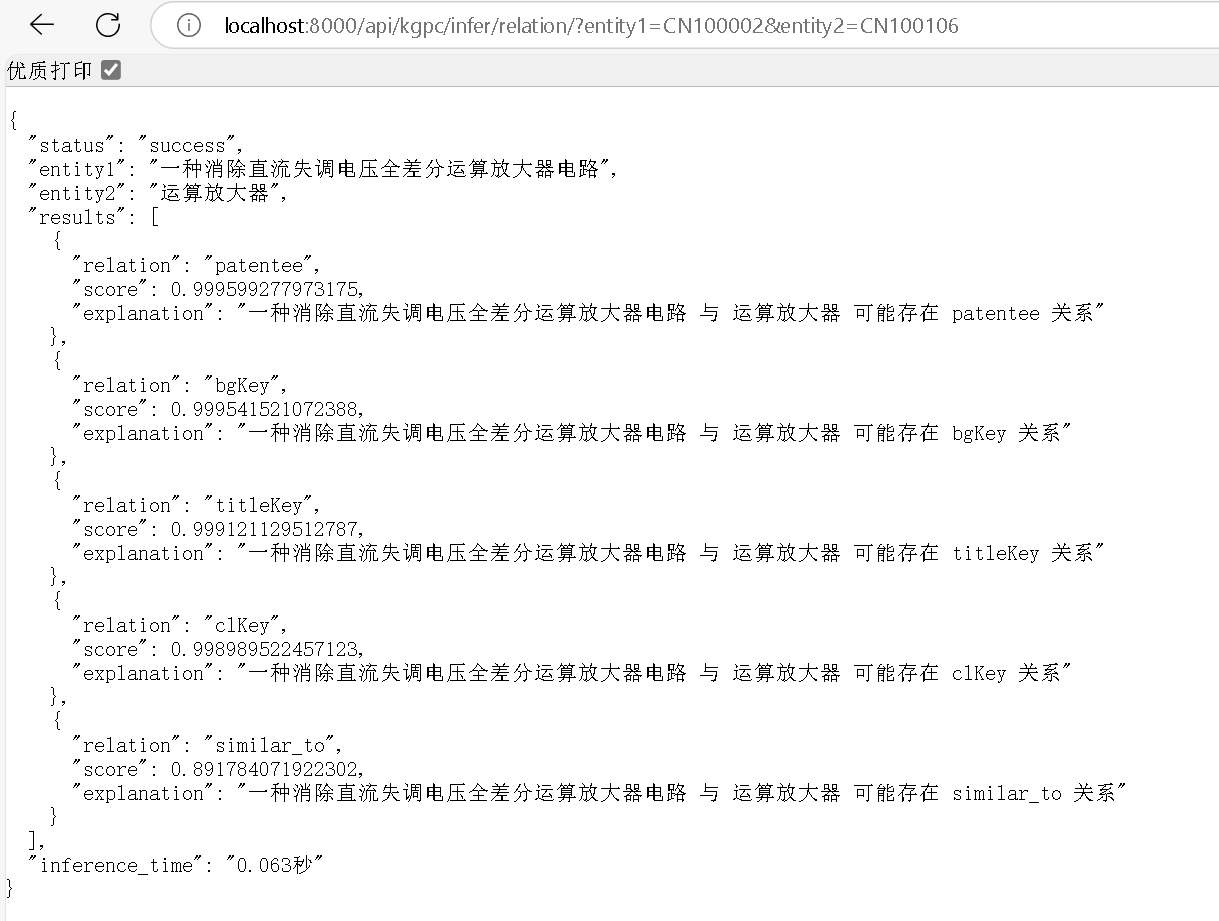 localhost:8000/api/kgpc/infer/relation/?entity1=CN100002&entity2=CN100106
优质打印
{
  "status": "success",
  "entity1": "一种消除直流失调电压全差分运算放大器电路",
  "entity2": "运算放大器",
  "results": [
    {
      "relation": "patentee",
      "score": 0.999599277973175,
      "explanation": "一种消除直流失调电压全差分运算放大器电路 与 运算放大器 可能存在 patentee 关系"
    },
    {
      "relation": "bgKey",
      "score": 0.999541521072388,
      "explanation": "一种消除直流失调电压全差分运算放大器电路 与 运算放大器 可能存在 bgKey 关系"
    },
    {
      "relation": "titleKey",
      "score": 0.999121129512787,
      "explanation": "一种消除直流失调电压全差分运算放大器电路 与 运算放大器 可能存在 titleKey 关系"
    },
    {
      "relation": "clKey",
      "score": 0.998989522457123,
      "explanation": "一种消除直流失调电压全差分运算放大器电路 与 运算放大器 可能存在 clKey 关系"
    },
    {
      "relation": "similar_to",
      "score": 0.891784071922302,
      "explanation": "一种消除直流失调电压全差分运算放大器电路 与 运算放大器 可能存在 similar_to 关系"
    }
  ],
  "inference_time": "0.063秒"
}